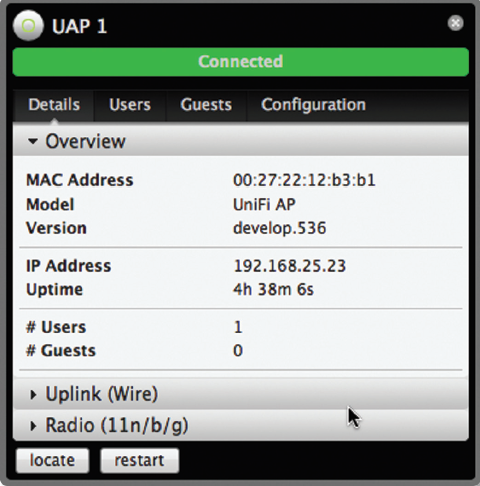 UAP 1
Connected
Details Users Guests Configuration
Overview
MAC Address 00:27:22:12:b3:b1
Model UniFi AP
Version develop.536
IP Address 192.168.25.23
Uptime 4h 38m 6s
# Users 1
# Guests 0
Uplink (Wire)
Radio (11n/b/g)
locate restart